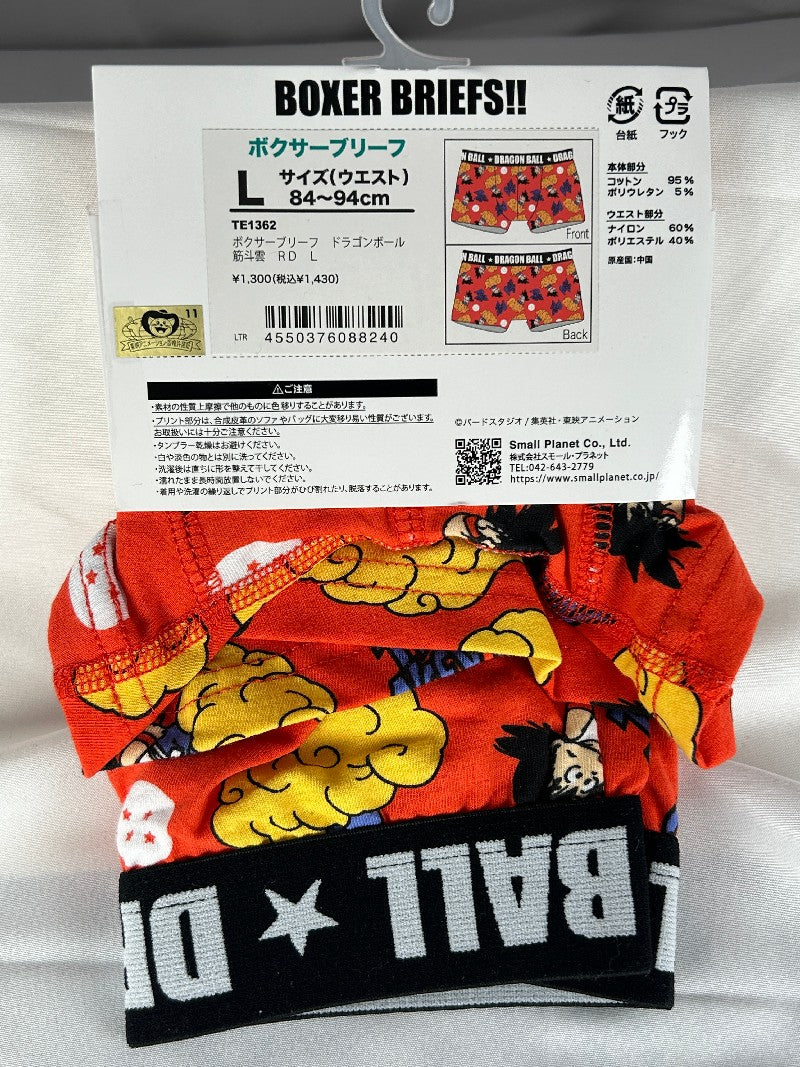 BOXER BRIEFS!!
紙
台紙
プラ
フック
ボクサーブリーフ
L サイズ(ウエスト)
84〜94cm
TE1362
ボクサーブリーフ ドラゴンボール
筋斗雲 RD L
¥1,300(税込¥1,430)
LTR 4550376088240
11
N BALL ★ DRAGON BALL ★ DRAG
Front
N BALL ★ DRAGON BALL ★ DRAG
Back
本体部分
コットン 95%
ポリウレタン 5%
ウエスト部分
ナイロン 60%
ポリエステル 40%
原産国:中国
⚠ご注意
・素材の性質上摩擦で他のものに色移りすることがあります。
・プリント部分は、合成皮革のソファやバッグに大変移り易い性質がございます。
お取扱いには十分ご注意ください。
・タンブラー乾燥はお避けください。
・白や淡色の物とは別に洗ってください。
・洗濯後は直ちに形を整えて干してください。
・濡れたまま長時間放置しないでください。
・着用や洗濯の繰り返しでプリント部分がひび割れたり、脱落することがあります。
©バードスタジオ/集英社・東映アニメーション
Small Planet Co., Ltd.
株式会社スモール・プラネット
TEL:042-643-2779
https://www.smallplanet.co.jp/
BALL ★ DR